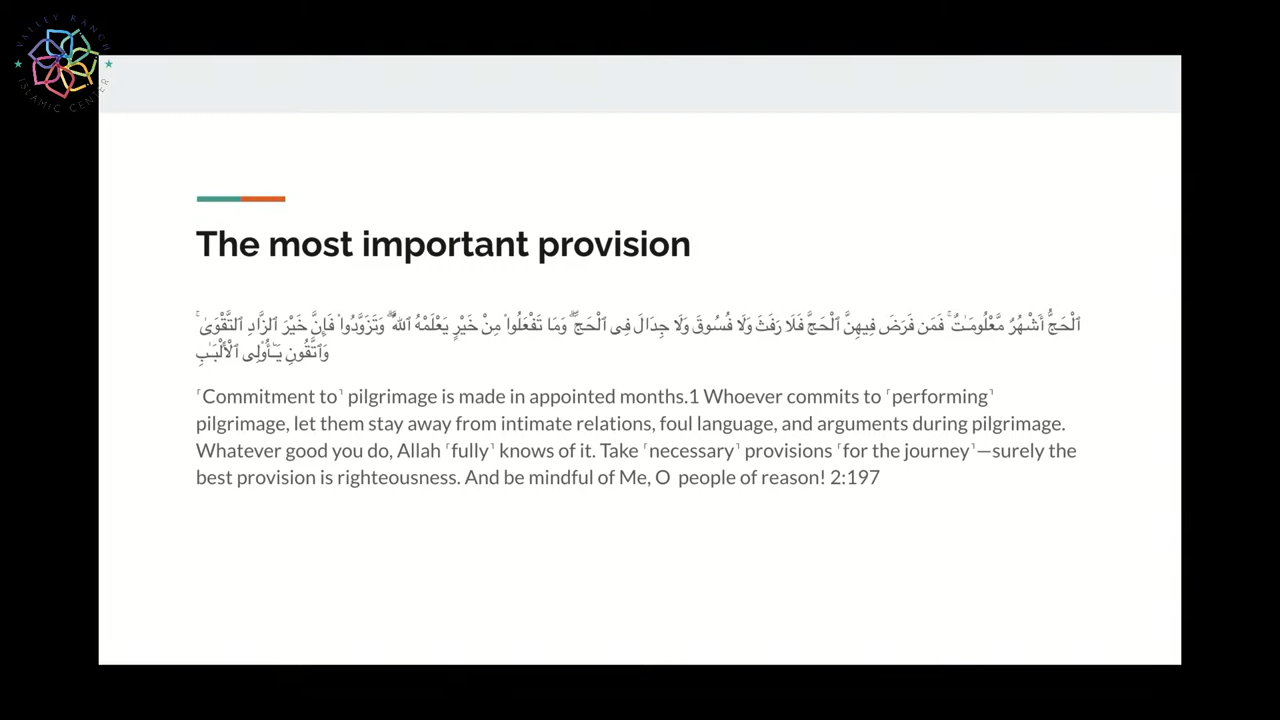 VALLEY RANCH
ISLAMIC CENTER
The most important provision
ٱلْحَجُّ أَشْهُرٌ مَّعْلُومَـٰتٌ ۚ فَمَن فَرَضَ فِيهِنَّ ٱلْحَجَّ فَلَا رَفَثَ وَلَا فُسُوقَ وَلَا جِدَالَ فِى ٱلْحَجِّ ۗ وَمَا تَفْعَلُوا۟ مِنْ خَيْرٍ يَعْلَمْهُ ٱللَّهُ ۗ وَتَزَوَّدُوا۟ فَإِنَّ خَيْرَ ٱلزَّادِ ٱلتَّقْوَىٰ ۚ
وَٱتَّقُونِ يَـٰٓأُو۟لِى ٱلْأَلْبَـٰبِ
˹Commitment to˺ pilgrimage is made in appointed months.1 Whoever commits to ˹performing˺
pilgrimage, let them stay away from intimate relations, foul language, and arguments during pilgrimage.
Whatever good you do, Allah ˹fully˺ knows of it. Take ˹necessary˺ provisions ˹for the journey˺—surely the
best provision is righteousness. And be mindful of Me, O people of reason! 2:197